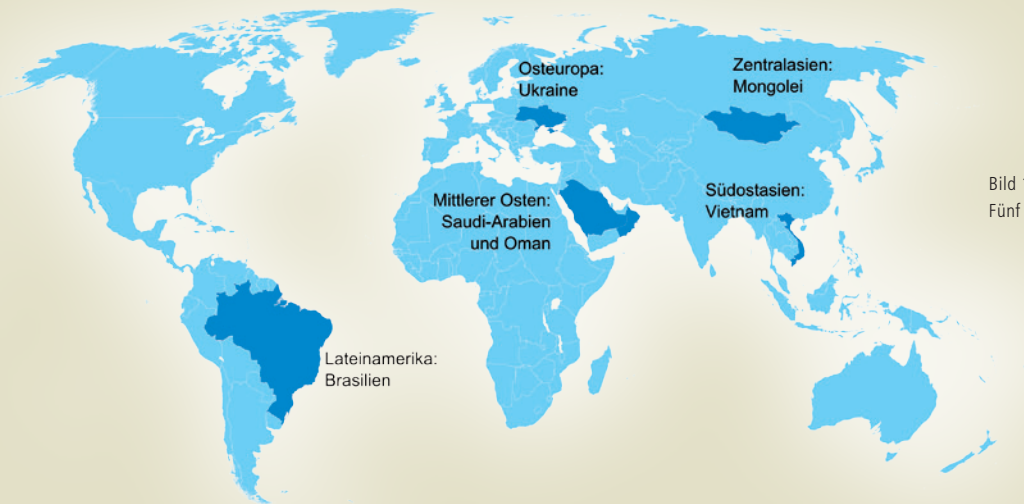 Osteuropa:
Ukraine
Zentralasien:
Mongolei
Mittlerer Osten:
Saudi-Arabien
und Oman
Südostasien:
Vietnam
Lateinamerika:
Brasilien
Bild
Fünf